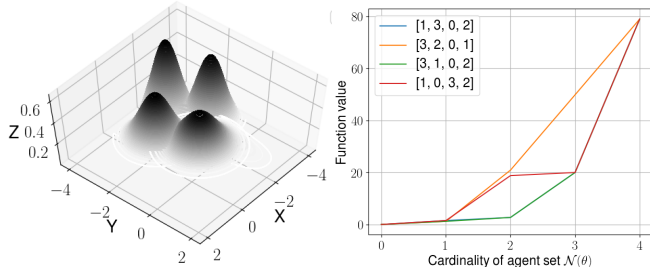 0.6
0.4
0.2
Z
−4
−2
0
2
Y
−4
−2
0
2
X
80
60
40
20
0
Function value
[1, 3, 0, 2]
[3, 2, 0, 1]
[3, 1, 0, 2]
[1, 0, 3, 2]
0 1 2 3 4
Cardinality of agent set 𝒩(θ)